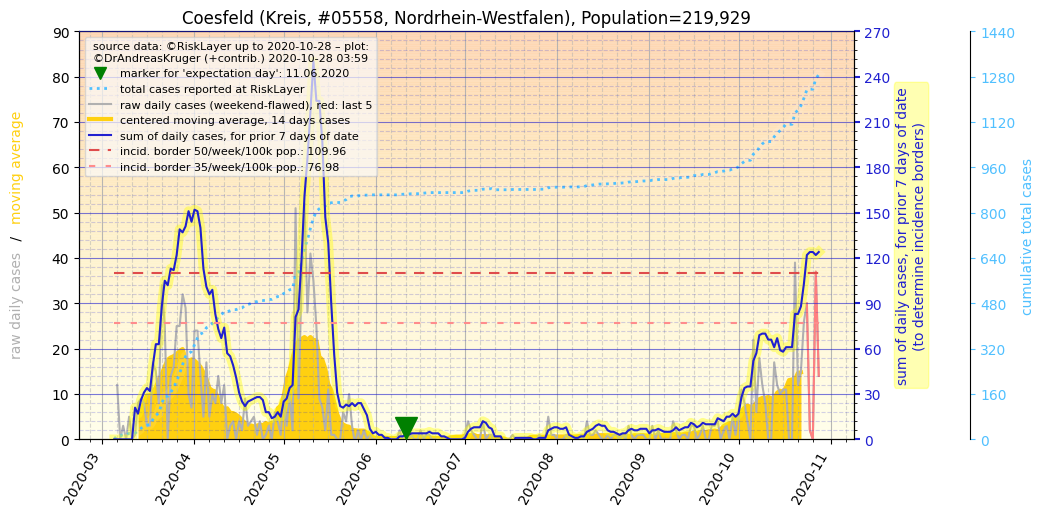 Coesfeld (Kreis, #05558, Nordrhein-Westfalen), Population=219,929
source data: ©RiskLayer up to 2020-10-28 – plot:
©DrAndreasKruger (+contrib.) 2020-10-28 03:59
marker for 'expectation day': 11.06.2020
total cases reported at RiskLayer
raw daily cases (weekend-flawed), red: last 5
centered moving average, 14 days cases
sum of daily cases, for prior 7 days of date
incid. border 50/week/100k pop.: 109.96
incid. border 35/week/100k pop.: 76.98
raw daily cases / moving average
90
80
70
60
50
40
30
20
10
0
270
240
210
180
150
120
90
60
30
0
sum of daily cases, for prior 7 days of date
(to determine incidence borders)
1440
1280
1120
960
800
640
480
320
160
0
cumulative total cases
2020-03
2020-04
2020-05
2020-06
2020-07
2020-08
2020-09
2020-10
2020-11